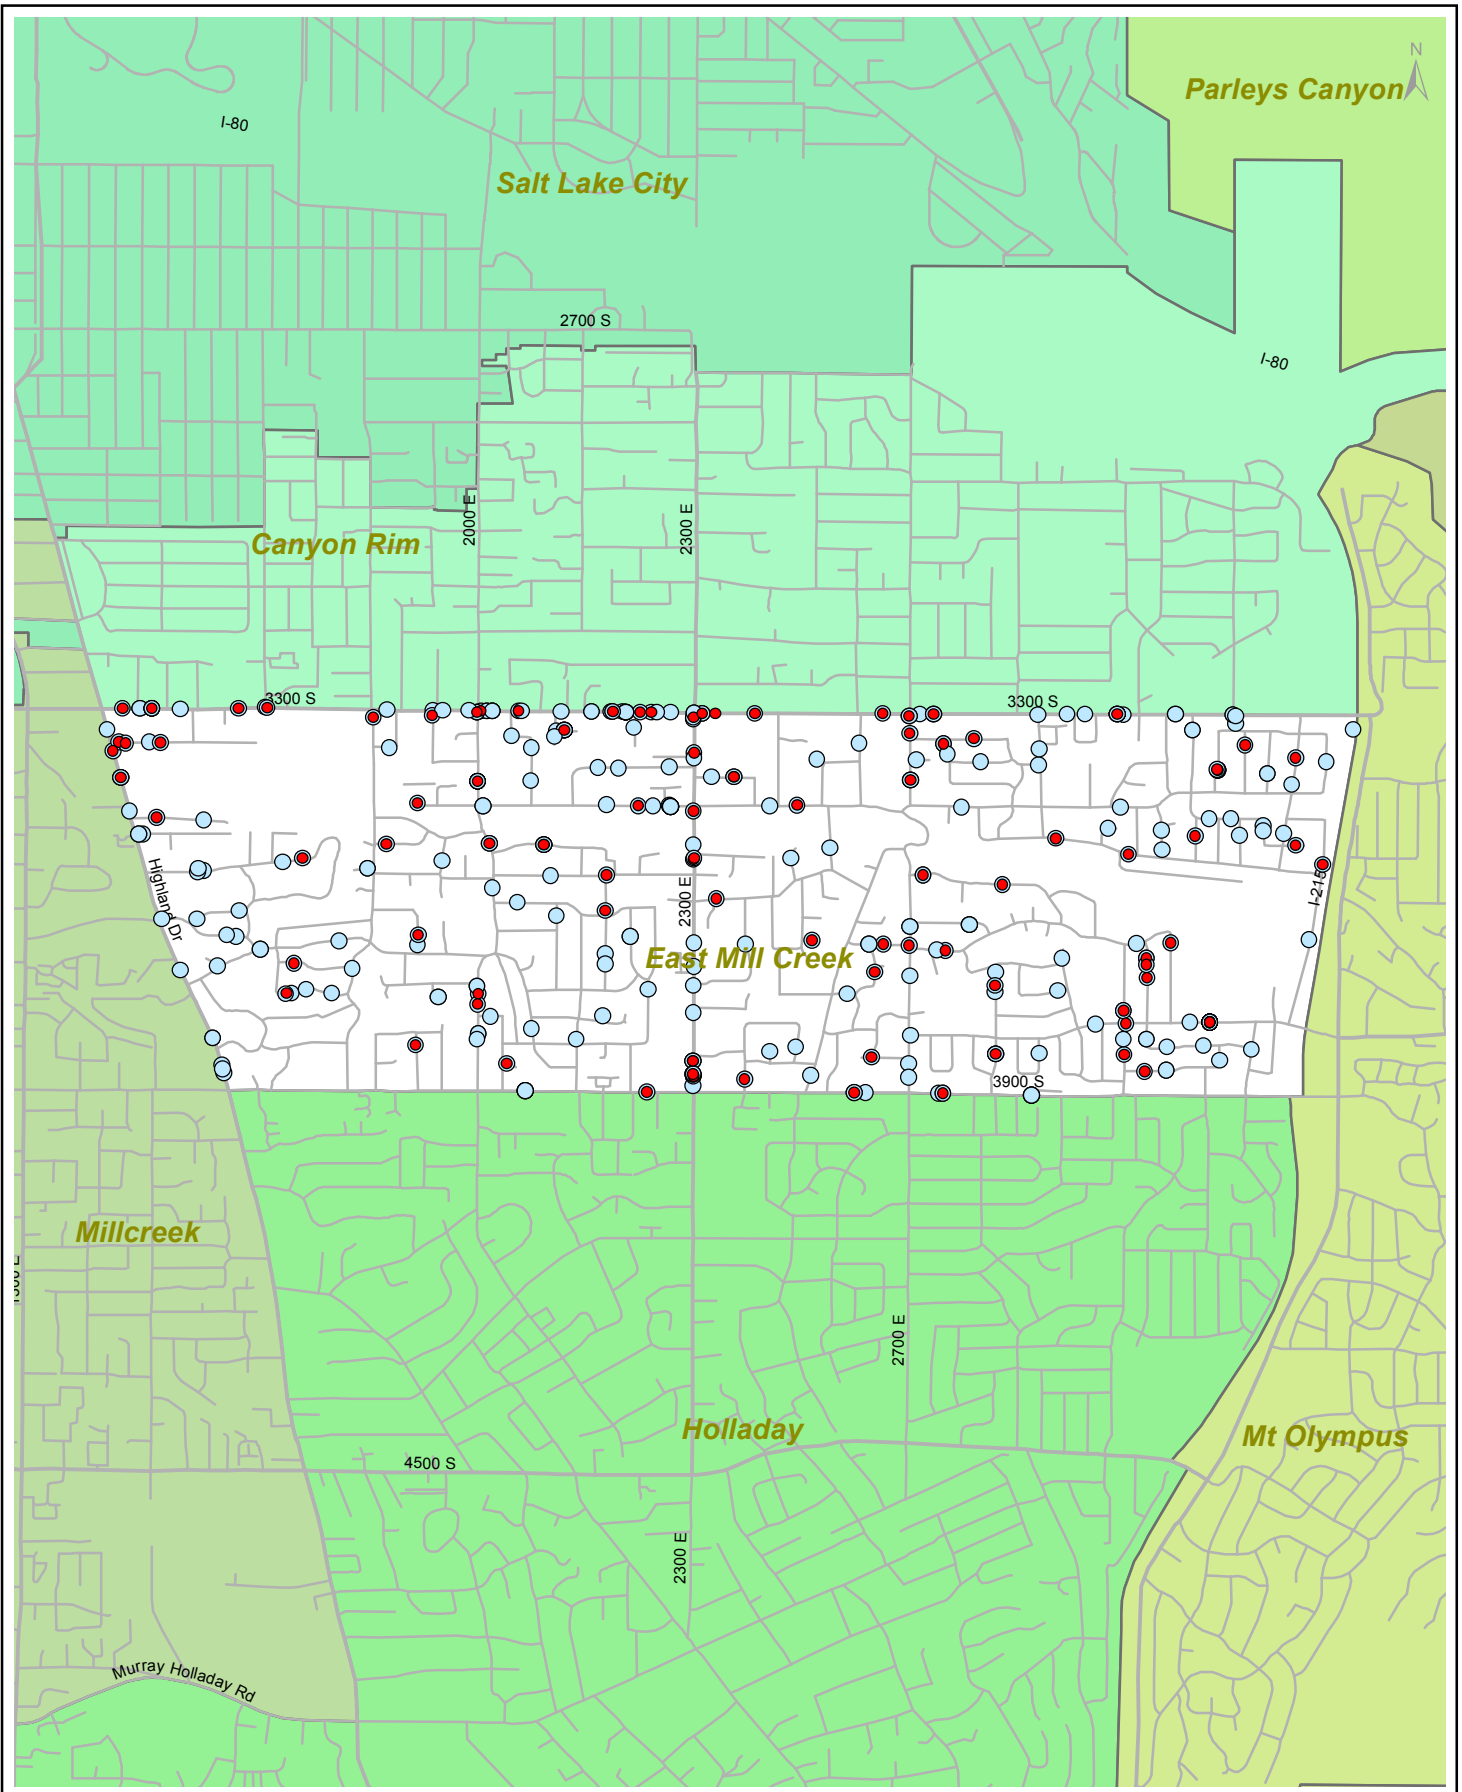 N
Parleys Canyon
I-80
Salt Lake City
2700 S
I-80
2000 E
2300 E
Canyon Rim
3300 S
3300 S
Highland Dr
2300 E
I-215
East Mill Creek
3900 S
Millcreek
2700 E
Holladay
Mt Olympus
4500 S
2300 E
Murray Holladay Rd